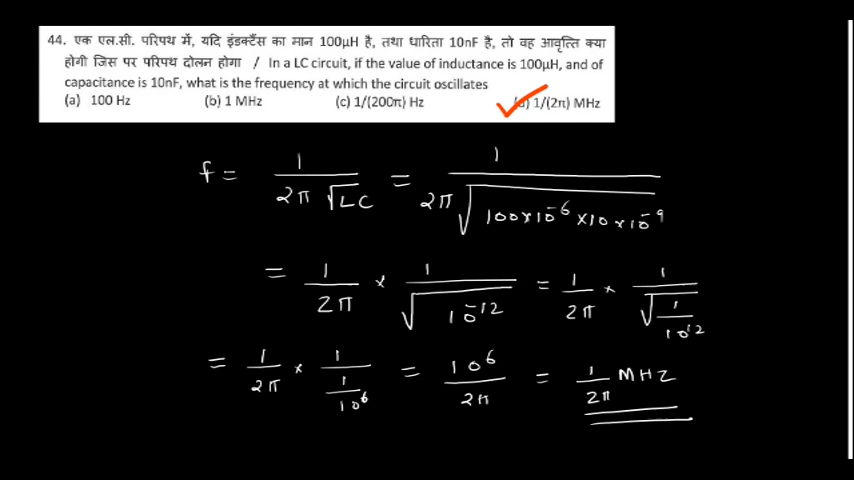 44. एक एल.सी. परिपथ में, यदि इंडक्टैंस का मान 100µH है, तथा धारिता 10nF है, तो वह आवृत्ति क्या
होगी जिस पर परिपथ दोलन होगा / In a LC circuit, if the value of inductance is 100µH, and of
capacitance is 10nF, what is the frequency at which the circuit oscillates
(a) 100 Hz (b) 1 MHz (c) 1/(200π) Hz (d) 1/(2π) MHz
f = 1/(2π √LC) = 1/(2π √(100×10⁻⁶×10×10⁻⁹))
= 1/2π × 1/√(10⁻¹²) = 1/2π × 1/√(1/10¹²)
= 1/2π × 1/(1/10⁶) = 10⁶/2π = 1/2π MHZ